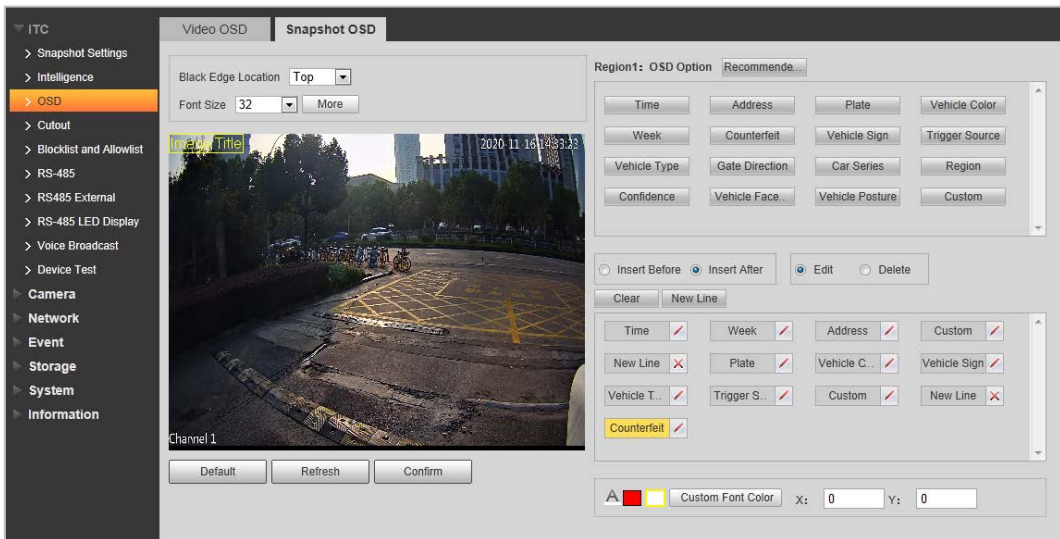 ITC
Snapshot Settings
Intelligence
OSD
Cutout
Blocklist and Allowlist
RS-485
RS485 External
RS-485 LED Display
Voice Broadcast
Device Test
Camera
Network
Event
Storage
System
Information
Video OSD
Snapshot OSD
Black Edge Location Top
Font Size 32 More
Image Title
2020-11-16 14:33:23
Channel 1
Default Refresh Confirm
Region1: OSD Option Recommende...
Time Address Plate Vehicle Color
Week Counterfeit Vehicle Sign Trigger Source
Vehicle Type Gate Direction Car Series Region
Confidence Vehicle Face.. Vehicle Posture Custom
Insert Before Insert After Edit Delete
Clear New Line
Time Week Address Custom
New Line Plate Vehicle C... Vehicle Sign
Vehicle T... Trigger S.. Custom New Line
Counterfeit
A Custom Font Color X: 0 Y: 0